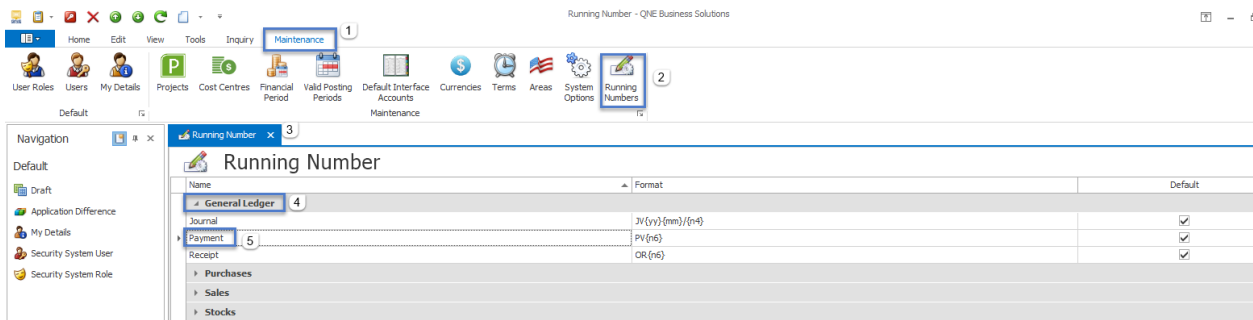 Running Number - QNE Business Solutions
Home Edit View Tools Inquiry Maintenance 1
User Roles Users My Details Projects Cost Centres Financial Period Valid Posting Periods Default Interface Accounts Currencies Terms Areas System Options Running Numbers 2
Default Maintenance
Navigation Running Number 3
Default Running Number
Name Format Default
Draft General Ledger 4
Application Difference Journal JV{yy}{mm}/{n4}
My Details Payment 5 PV{n6}
Security System User Receipt OR{n6}
Security System Role Purchases
Sales
Stocks